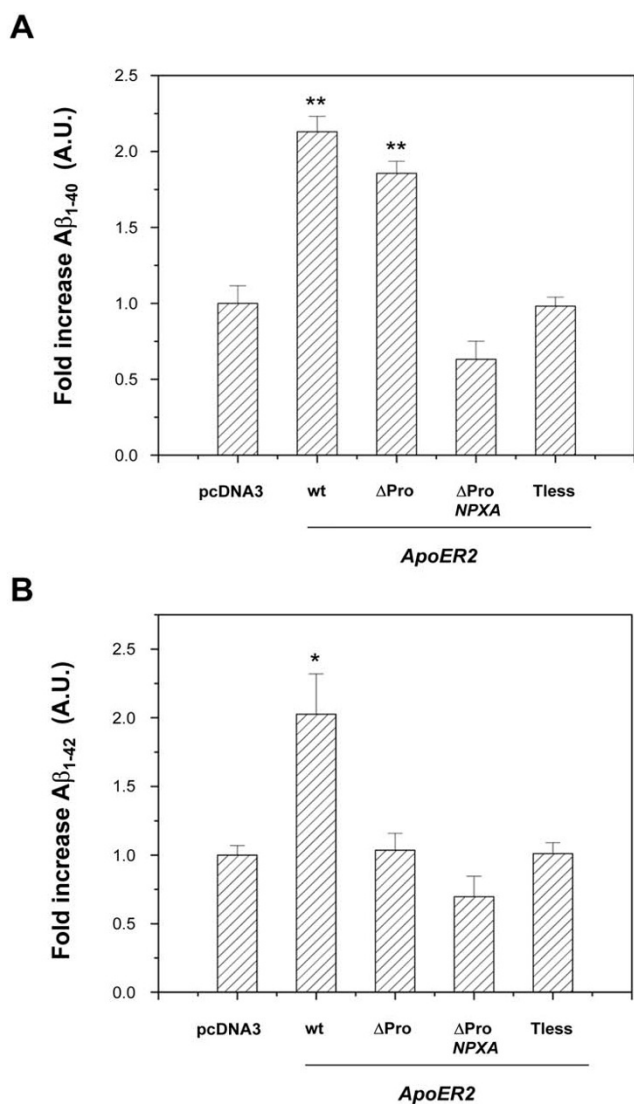 A
Fold increase Aβ1-40 (A.U.)
2.5
2.0
1.5
1.0
0.5
0.0
**
**
pcDNA3 wt ΔPro ΔPro Tless
NPXA
ApoER2
B
Fold increase Aβ1-42 (A.U.)
2.5
2.0
1.5
1.0
0.5
0.0
*
pcDNA3 wt ΔPro ΔPro Tless
NPXA
ApoER2